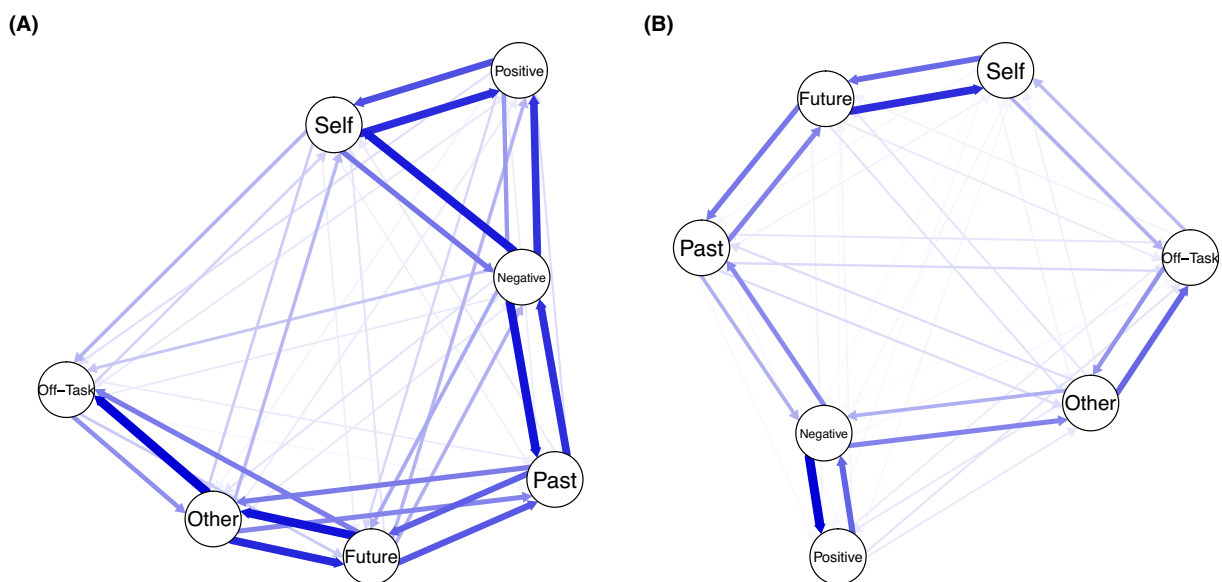 (A)
Positive
Self
Negative
Off-Task
Past
Other
Future
(B)
Self
Future
Past
Off-Task
Other
Negative
Positive